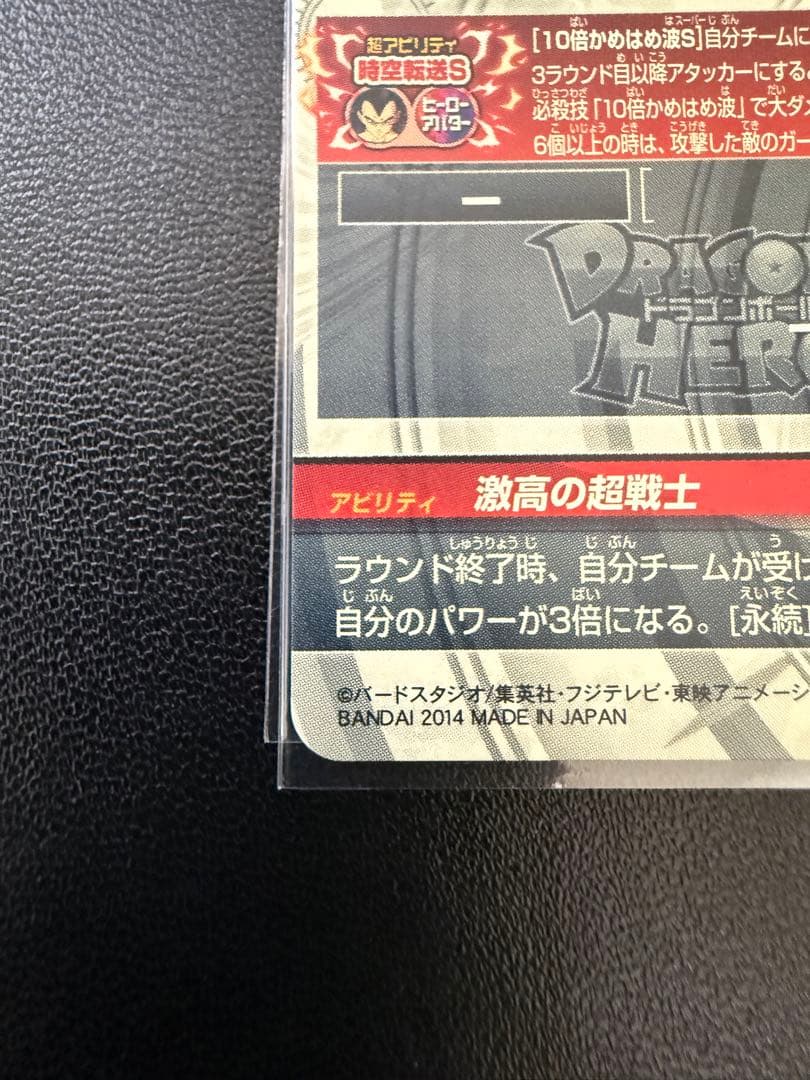 超アビリティ
時空転送S
ヒーロー
アバター
[10倍かめはめ波S]自分チームに
3ラウンド目以降アタッカーにすると
必殺技「10倍かめはめ波」で大ダメ
6個以上の時は、攻撃した敵のガー
ー
DRAGON
ドラゴンボール
HER
アビリティ 激高の超戦士
ラウンド終了時、自分チームが受け
自分のパワーが3倍になる。[永続]
©バードスタジオ/集英社・フジテレビ・東映アニメーシ
BANDAI 2014 MADE IN JAPAN